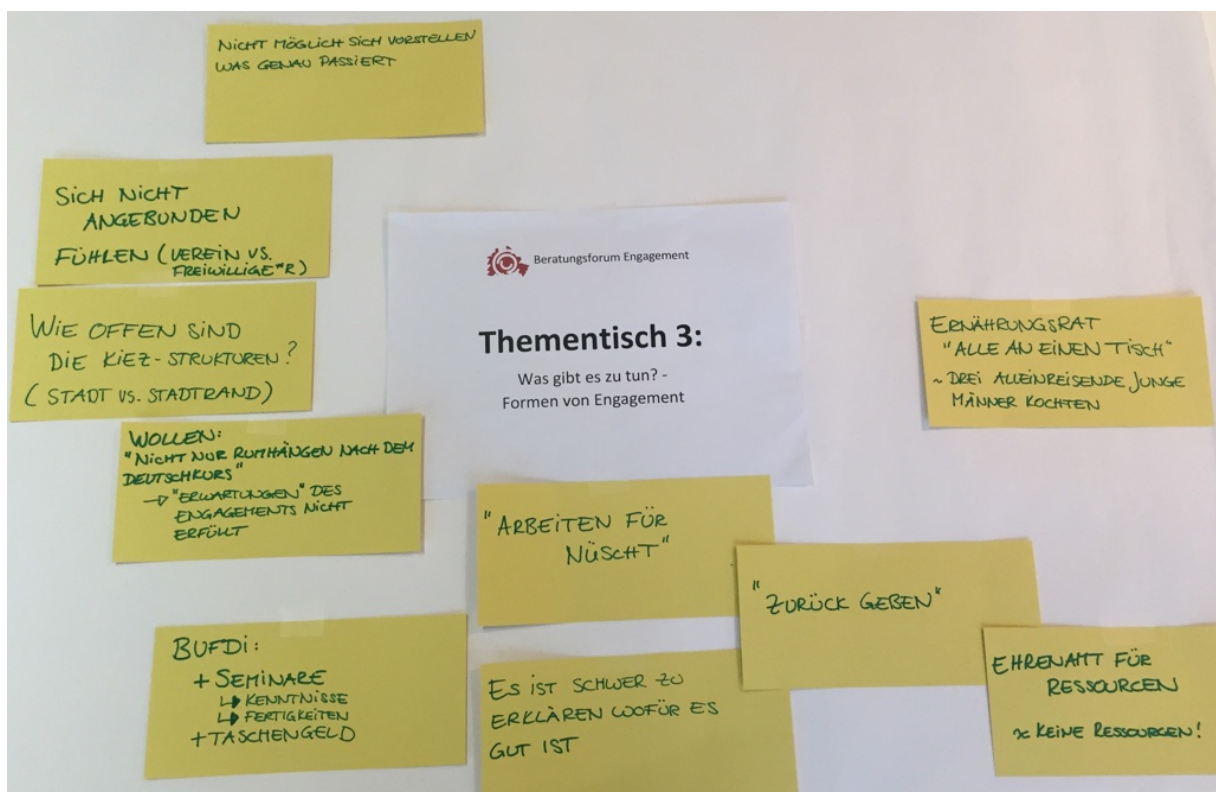 NICHT MÖGLICH SICH VORSTELLEN
WAS GENAU PASSIERT
SICH NICHT
ANGEBUNDEN
FÜHLEN (VEREIN VS.
FREIWILLIGE*R)
WIE OFFEN SIND
DIE KIEZ-STRUKTUREN?
(STADT VS. STADTRAND)
WOLLEN:
"NICHT NUR RUMHÄNGEN NACH DEM
DEUTSCHKURS"
→ "ERWARTUNGEN" DES
ENGAGEMENTS NICHT
ERFÜLLT
BUFDI:
+ SEMINARE
↳ KENNTNISSE
↳ FERTIGKEITEN
+ TASCHENGELD
Beratungsforum Engagement
Thementisch 3:
Was gibt es zu tun? -
Formen von Engagement
"ARBEITEN FÜR
NÜSCHT"
ES IST SCHWER ZU
ERKLÄREN WOFÜR ES
GUT IST
"ZURÜCK GEBEN"
ERNÄHRUNGSRAT
"ALLE AN EINEN TISCH"
~ DREI ALLEINREISENDE JUNGE
MÄNNER KOCHTEN
EHRENAMT FÜR
RESSOURCEN
≈ KEINE RESSOURCEN!